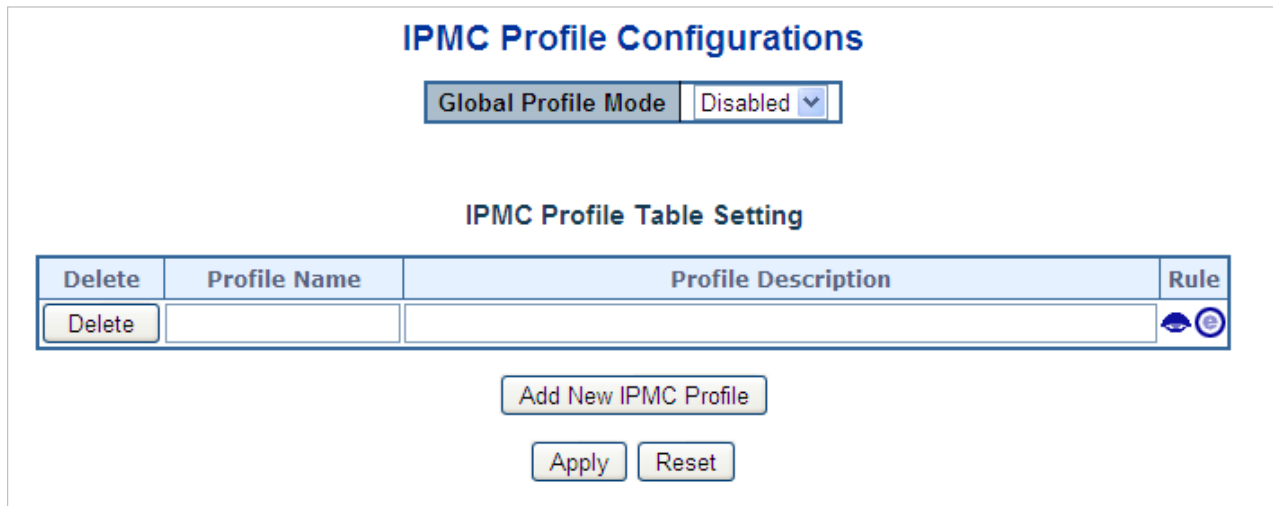 IPMC Profile Configurations
Global Profile Mode Disabled
IPMC Profile Table Setting
Delete Profile Name Profile Description Rule
Delete e
Add New IPMC Profile
Apply Reset